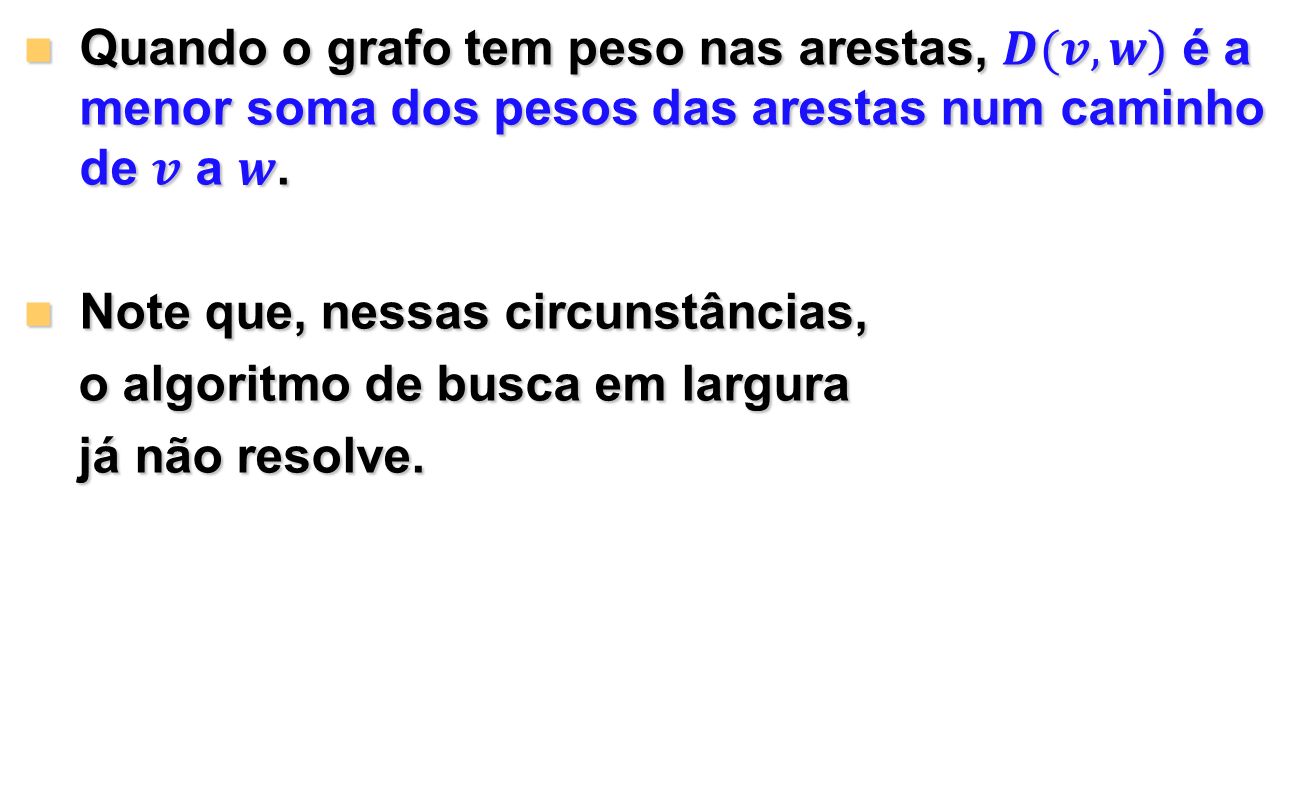 Quando o grafo tem peso nas arestas, D(v, w) é a
menor soma dos pesos das arestas num caminho
de v a w.
Note que, nessas circunstâncias,
o algoritmo de busca em largura
já não resolve.